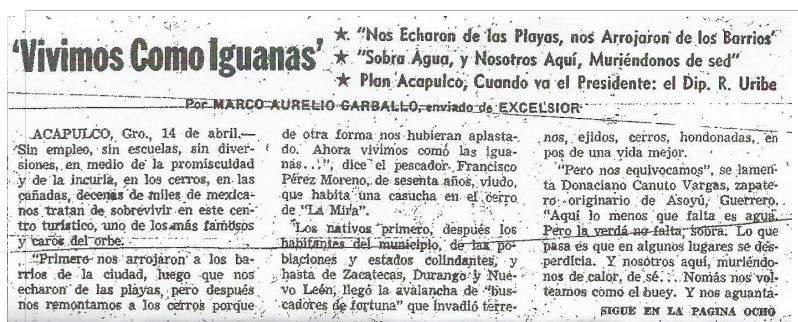 'Vivimos Como Iguanas'
★ "Nos Echaron de las Playas, nos Arrojaron de los Barrios"
★ "Sobra Agua, y Nosotros Aquí, Muriéndonos de sed"
★ Plan Acapulco, Cuando va el Presidente: el Dip. R. Uribe
Por MARCO AURELIO CARBALLO, enviado de EXCELSIOR
ACAPULCO, Gro., 14 de abril.—
Sin empleo, sin escuelas, sin diver-
siones, en medio de la promiscuidad
y de la incuria, en los cerros, en las
cañadas, decenas de miles de mexica-
nos tratan de sobrevivir en este cen-
tro turístico, uno de los más famosos
y caros del orbe.
"Primero nos arrojaron a los ba-
rrios de la ciudad, luego que nos
echaron de las playas, pero después
nos remontamos a los cerros porque
de otra forma nos hubieran aplasta-
do. Ahora vivimos como las igua-
nas...", dice el pescador Francisco
Pérez Moreno, de sesenta años, viudo,
que habita una casucha en el cerro
de "La Mira".
Los nativos primero, después los
habitantes del municipio, de las po-
blaciones y estados colindantes, y
hasta de Zacatecas, Durango y Nue-
vo León, llegó la avalancha de "bus-
cadores de fortuna" que invadió terre-
nos, ejidos, cerros, hondonadas, en
pos de una vida mejor.
"Pero nos equivocamos", se lamen-
ta Donaciano Canuto Vargas, zapate-
ro originario de Asoyú, Guerrero.
"Aquí lo menos que falta es agua.
Pero la verdá no falta, sobra. Lo que
pasa es que en algunos lugares se des-
perdicia. Y nosotros aquí, muriéndo-
nos de calor, de sé... Nomás nos vol-
teamos como el buey. Y nos aguanta-
SIGUE EN LA PAGINA OCHO